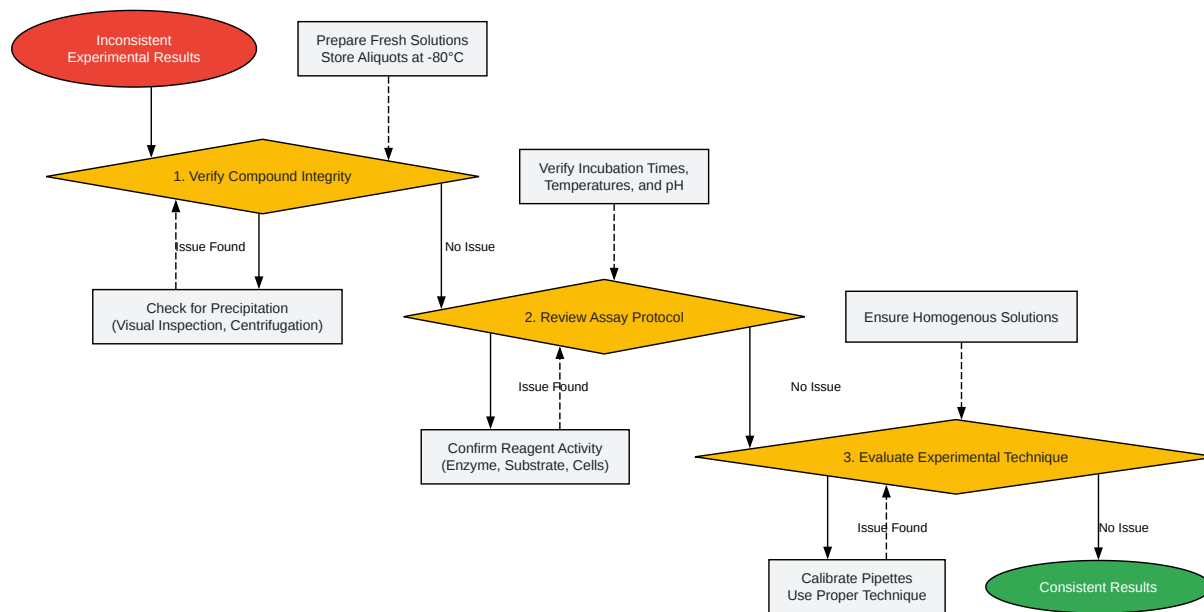 Inconsistent
Experimental Results
Prepare Fresh Solutions
Store Aliquots at -80°C
1. Verify Compound Integrity
Verify Incubation Times,
Temperatures, and pH
Issue Found
No Issue
Check for Precipitation
(Visual Inspection, Centrifugation)
2. Review Assay Protocol
Ensure Homogenous Solutions
Issue Found
No Issue
Confirm Reagent Activity
(Enzyme, Substrate, Cells)
3. Evaluate Experimental Technique
Issue Found
No Issue
Calibrate Pipettes
Use Proper Technique
Consistent Results